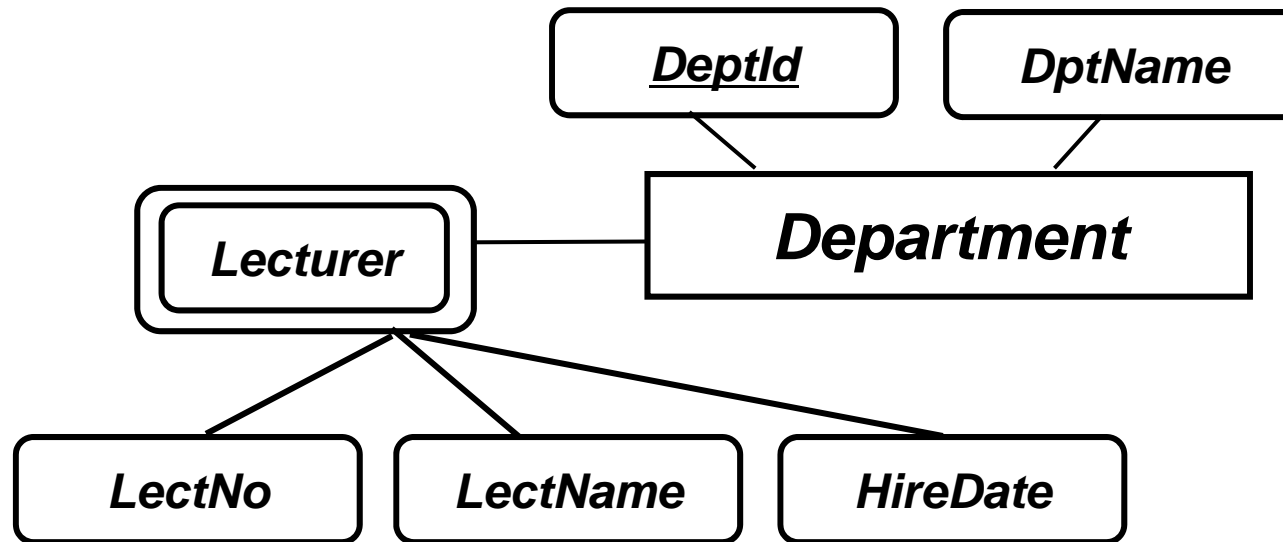 DeptId
DptName
Department
Lecturer
LectNo
LectName
HireDate